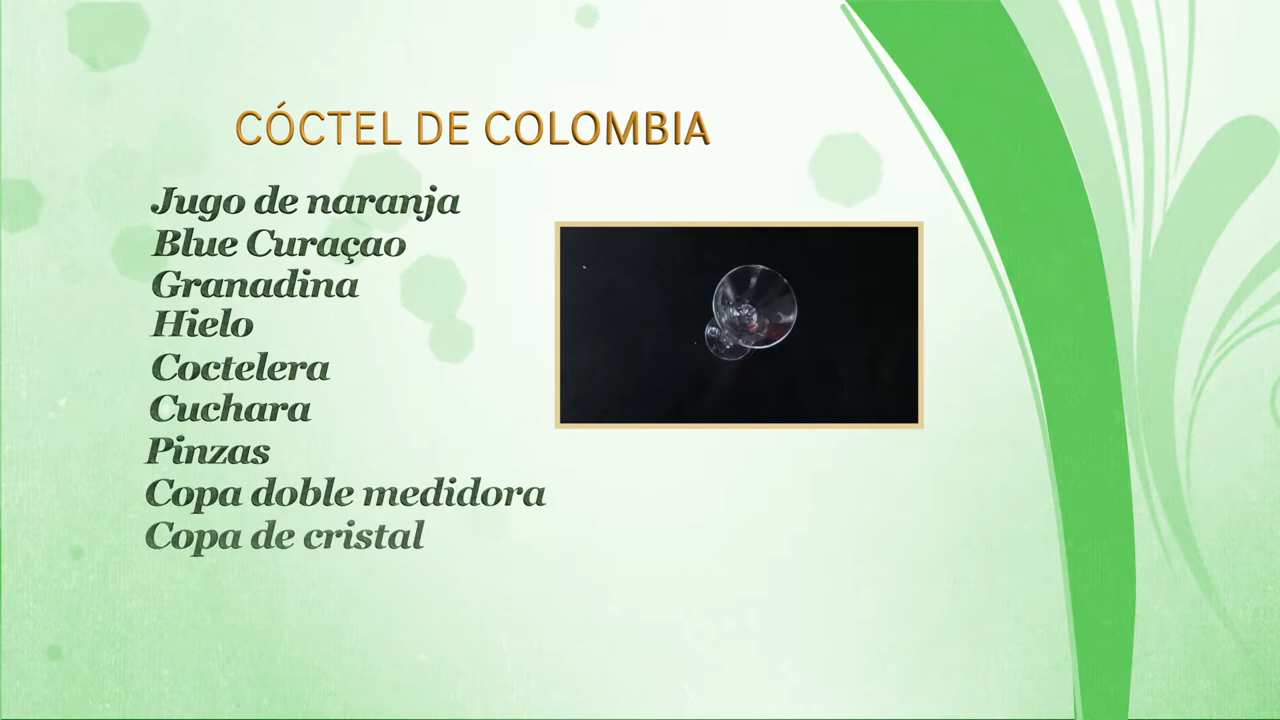 CÓCTEL DE COLOMBIA
Jugo de naranja
Blue Curaçao
Granadina
Hielo
Coctelera
Cuchara
Pinzas
Copa doble medidora
Copa de cristal